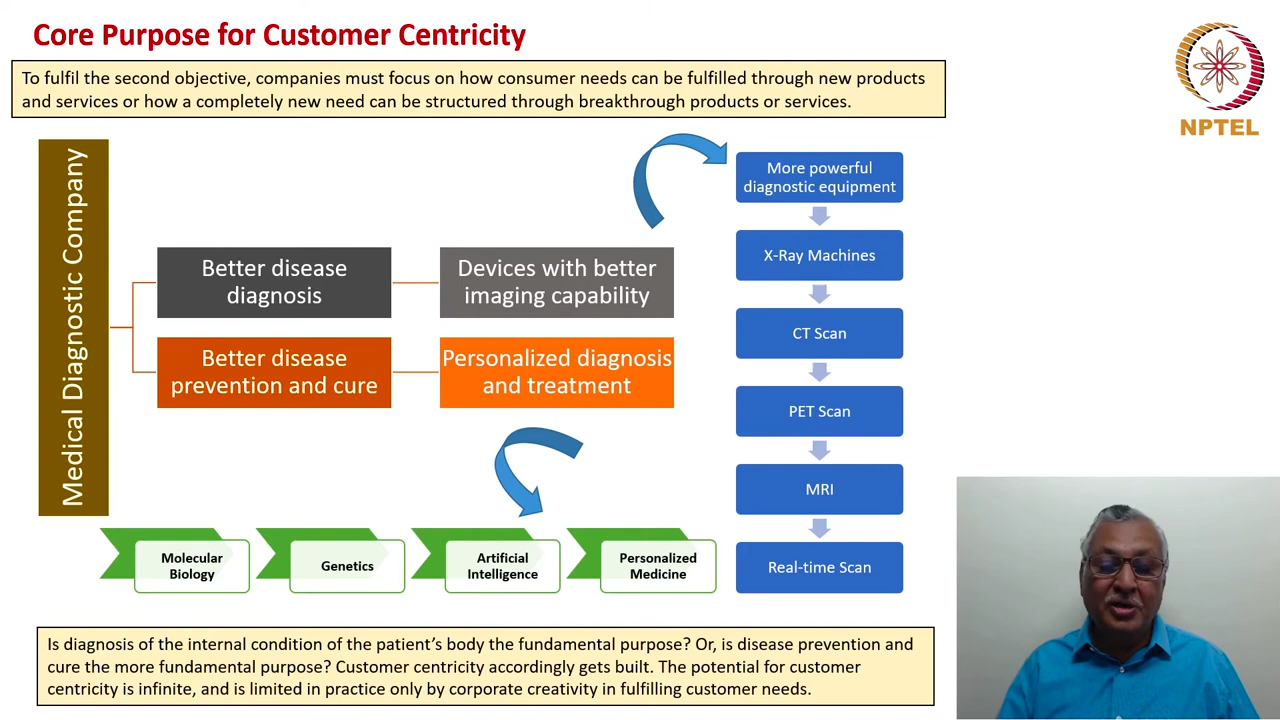 Core Purpose for Customer Centricity
To fulfil the second objective, companies must focus on how consumer needs can be fulfilled through new products
and services or how a completely new need can be structured through breakthrough products or services.
NPTEL
Medical Diagnostic Company
Better disease
diagnosis
Devices with better
imaging capability
Better disease
prevention and cure
Personalized diagnosis
and treatment
More powerful
diagnostic equipment
X-Ray Machines
CT Scan
PET Scan
MRI
Real-time Scan
Molecular
Biology
Genetics
Artificial
Intelligence
Personalized
Medicine
Is diagnosis of the internal condition of the patient's body the fundamental purpose? Or, is disease prevention and
cure the more fundamental purpose? Customer centricity accordingly gets built. The potential for customer
centricity is infinite, and is limited in practice only by corporate creativity in fulfilling customer needs.